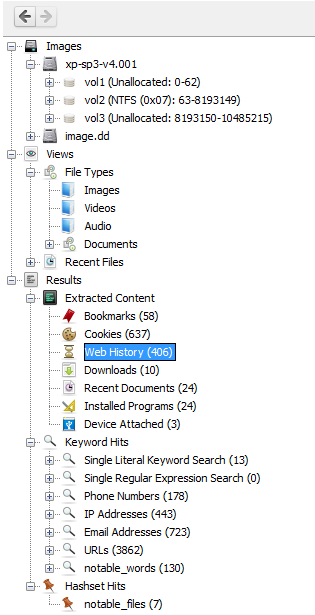 Images
xp-sp3-v4.001
vol1 (Unallocated: 0-62)
vol2 (NTFS (0x07): 63-8193149)
vol3 (Unallocated: 8193150-10485215)
image.dd
Views
File Types
Images
Videos
Audio
Documents
Recent Files
Results
Extracted Content
Bookmarks (58)
Cookies (637)
Web History (406)
Downloads (10)
Recent Documents (24)
Installed Programs (24)
Device Attached (3)
Keyword Hits
Single Literal Keyword Search (13)
Single Regular Expression Search (0)
Phone Numbers (178)
IP Addresses (443)
Email Addresses (723)
URLs (3862)
notable_words (130)
Hashset Hits
notable_files (7)